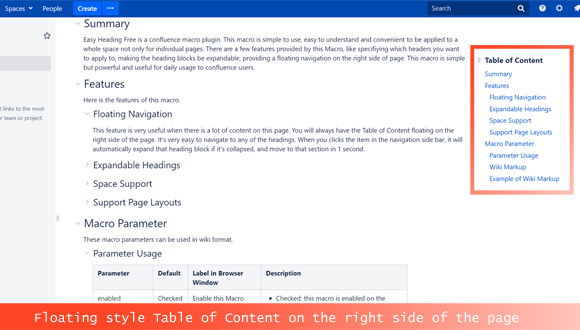 Spaces People Create Search
Summary
Easy Heading Free is a confluence macro plugin. This macro is simple to use, easy to understand and convenient to be applied to a
whole space not only for individual pages. There are a few features provided by this Macro, like specifiying which headers you want
to apply to, making the heading blocks be expandable, providing a floating navigation on the right side of page. This macro is simple
but powerful and useful for daily usage to confluence users.
Features
Here is the features of this macro.
Floating Navigation
This feature is very useful when there is a lot of content on this page. You will always have the Table of Content floating on the
right side of the page. It's very easy to navigate to any of the headings. When you clicks the item in the navigation side bar, it will
automatically expand that heading block if it's collapsed, and move to that section in 1 second.
Expandable Headings
Space Support
Support Page Layouts
Macro Parameter
These macro parameters can be used in wiki format.
Parameter Usage
Parameter Default Label in Browser Window Description
enabled Checked Enable this Macro Checked: this macro is enabled on the
t links to the most
r team or project.
Table of Content
Summary
Features
Floating Navigation
Expandable Headings
Space Support
Support Page Layouts
Macro Parameter
Parameter Usage
Wiki Markup
Example of Wiki Markup
Floating style Table of Content on the right side of the page